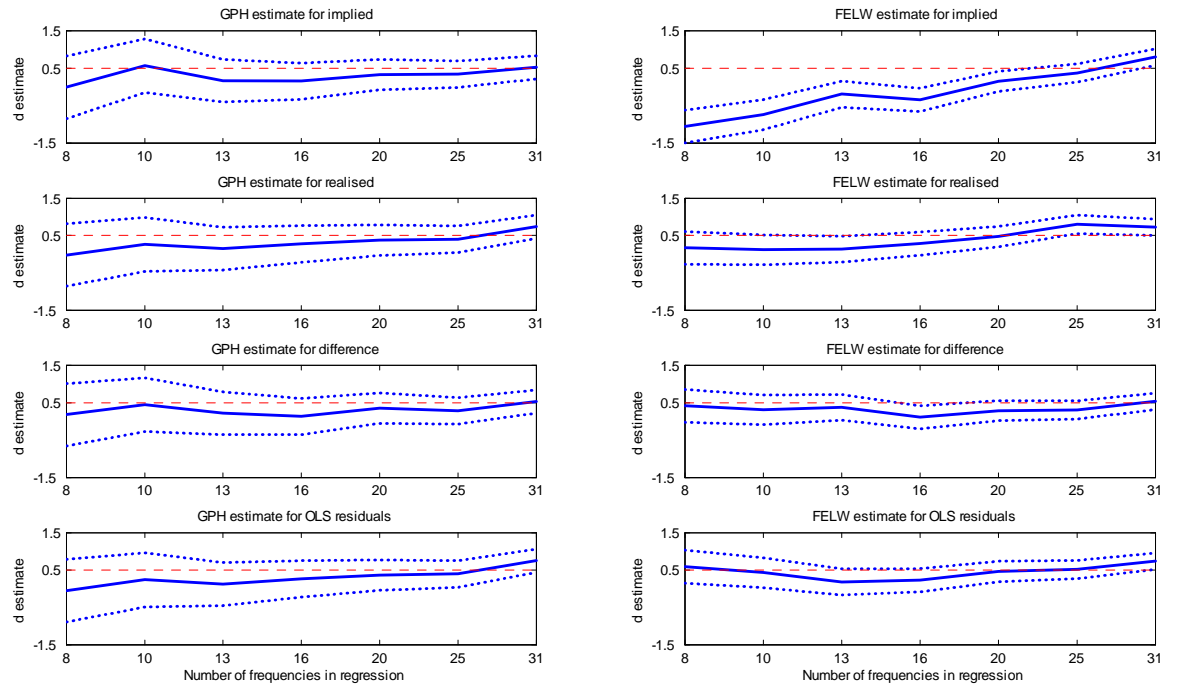 GPH estimate for implied
1.5
0.5
-1.5
d estimate
8 10 13 16 20 25 31
FELW estimate for implied
1.5
0.5
-1.5
d estimate
8 10 13 16 20 25 31
GPH estimate for realised
1.5
0.5
-1.5
d estimate
8 10 13 16 20 25 31
FELW estimate for realised
1.5
0.5
-1.5
d estimate
8 10 13 16 20 25 31
GPH estimate for difference
1.5
0.5
-1.5
d estimate
8 10 13 16 20 25 31
FELW estimate for difference
1.5
0.5
-1.5
d estimate
8 10 13 16 20 25 31
GPH estimate for OLS residuals
1.5
0.5
-1.5
d estimate
8 10 13 16 20 25 31
Number of frequencies in regression
FELW estimate for OLS residuals
1.5
0.5
-1.5
d estimate
8 10 13 16 20 25 31
Number of frequencies in regression